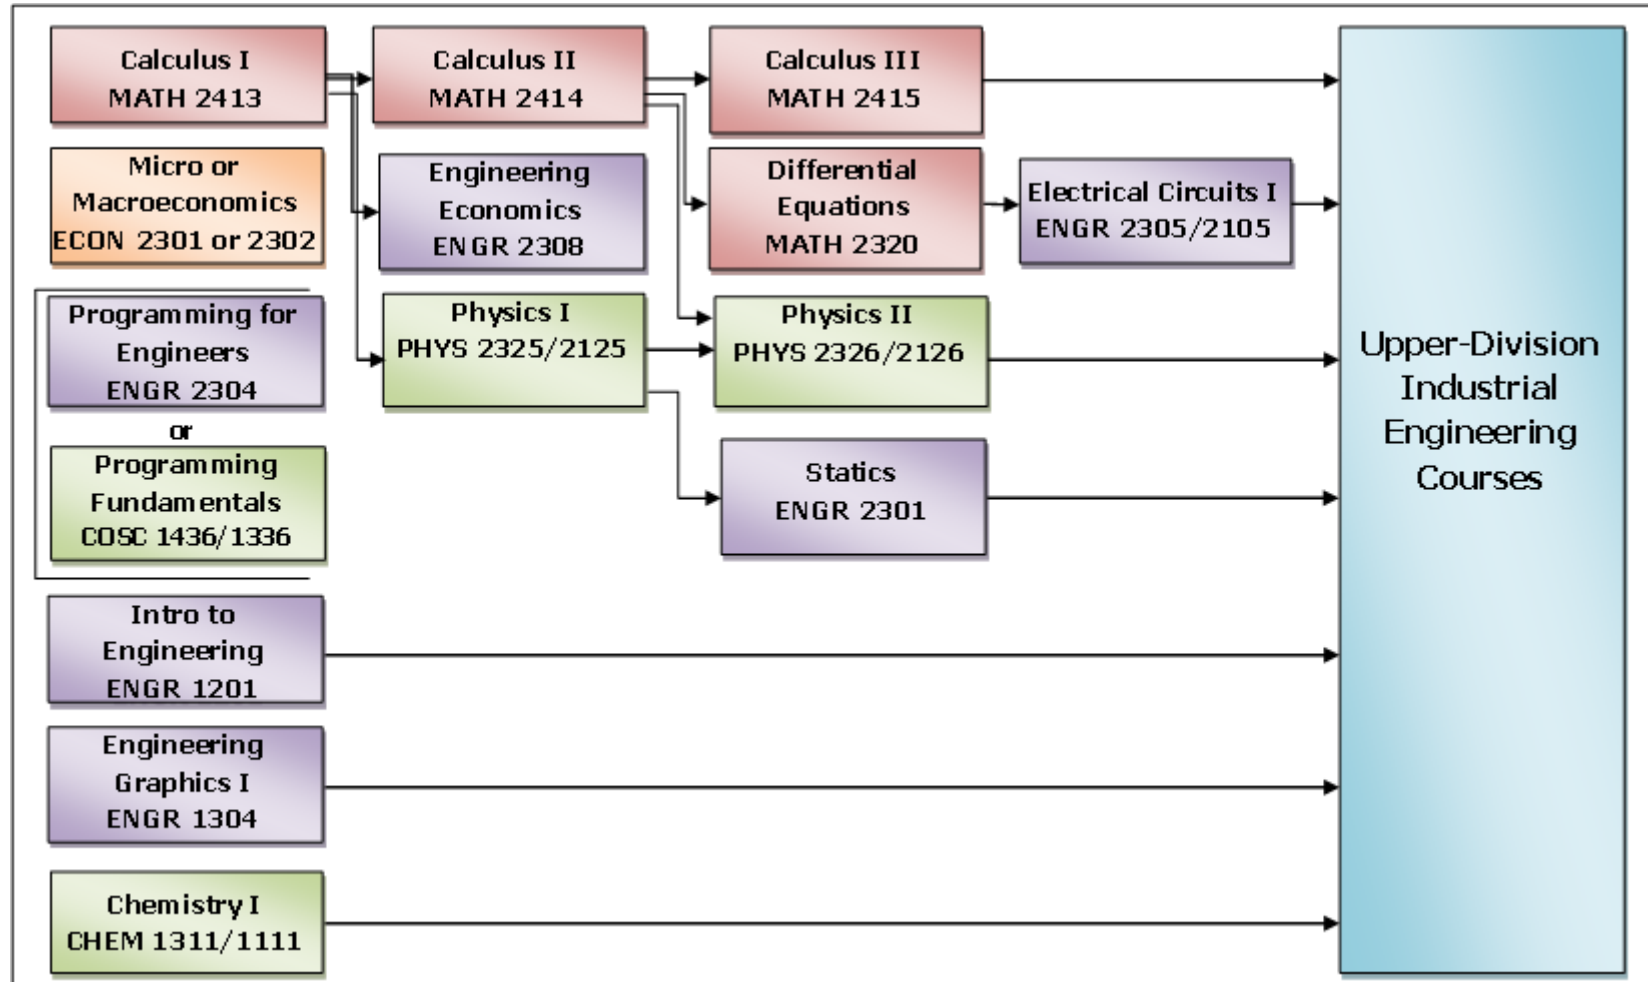 Calculus I
MATH 2413
Calculus II
MATH 2414
Calculus III
MATH 2415
Micro or
Macroeconomics
ECON 2301 or 2302
Engineering
Economics
ENGR 2308
Differential
Equations
MATH 2320
Electrical Circuits I
ENGR 2305/2105
Programming for
Engineers
ENGR 2304
or
Programming
Fundamentals
COSC 1436/1336
Physics I
PHYS 2325/2125
Physics II
PHYS 2326/2126
Statics
ENGR 2301
Intro to
Engineering
ENGR 1201
Engineering
Graphics I
ENGR 1304
Chemistry I
CHEM 1311/1111
Upper-Division
Industrial
Engineering
Courses